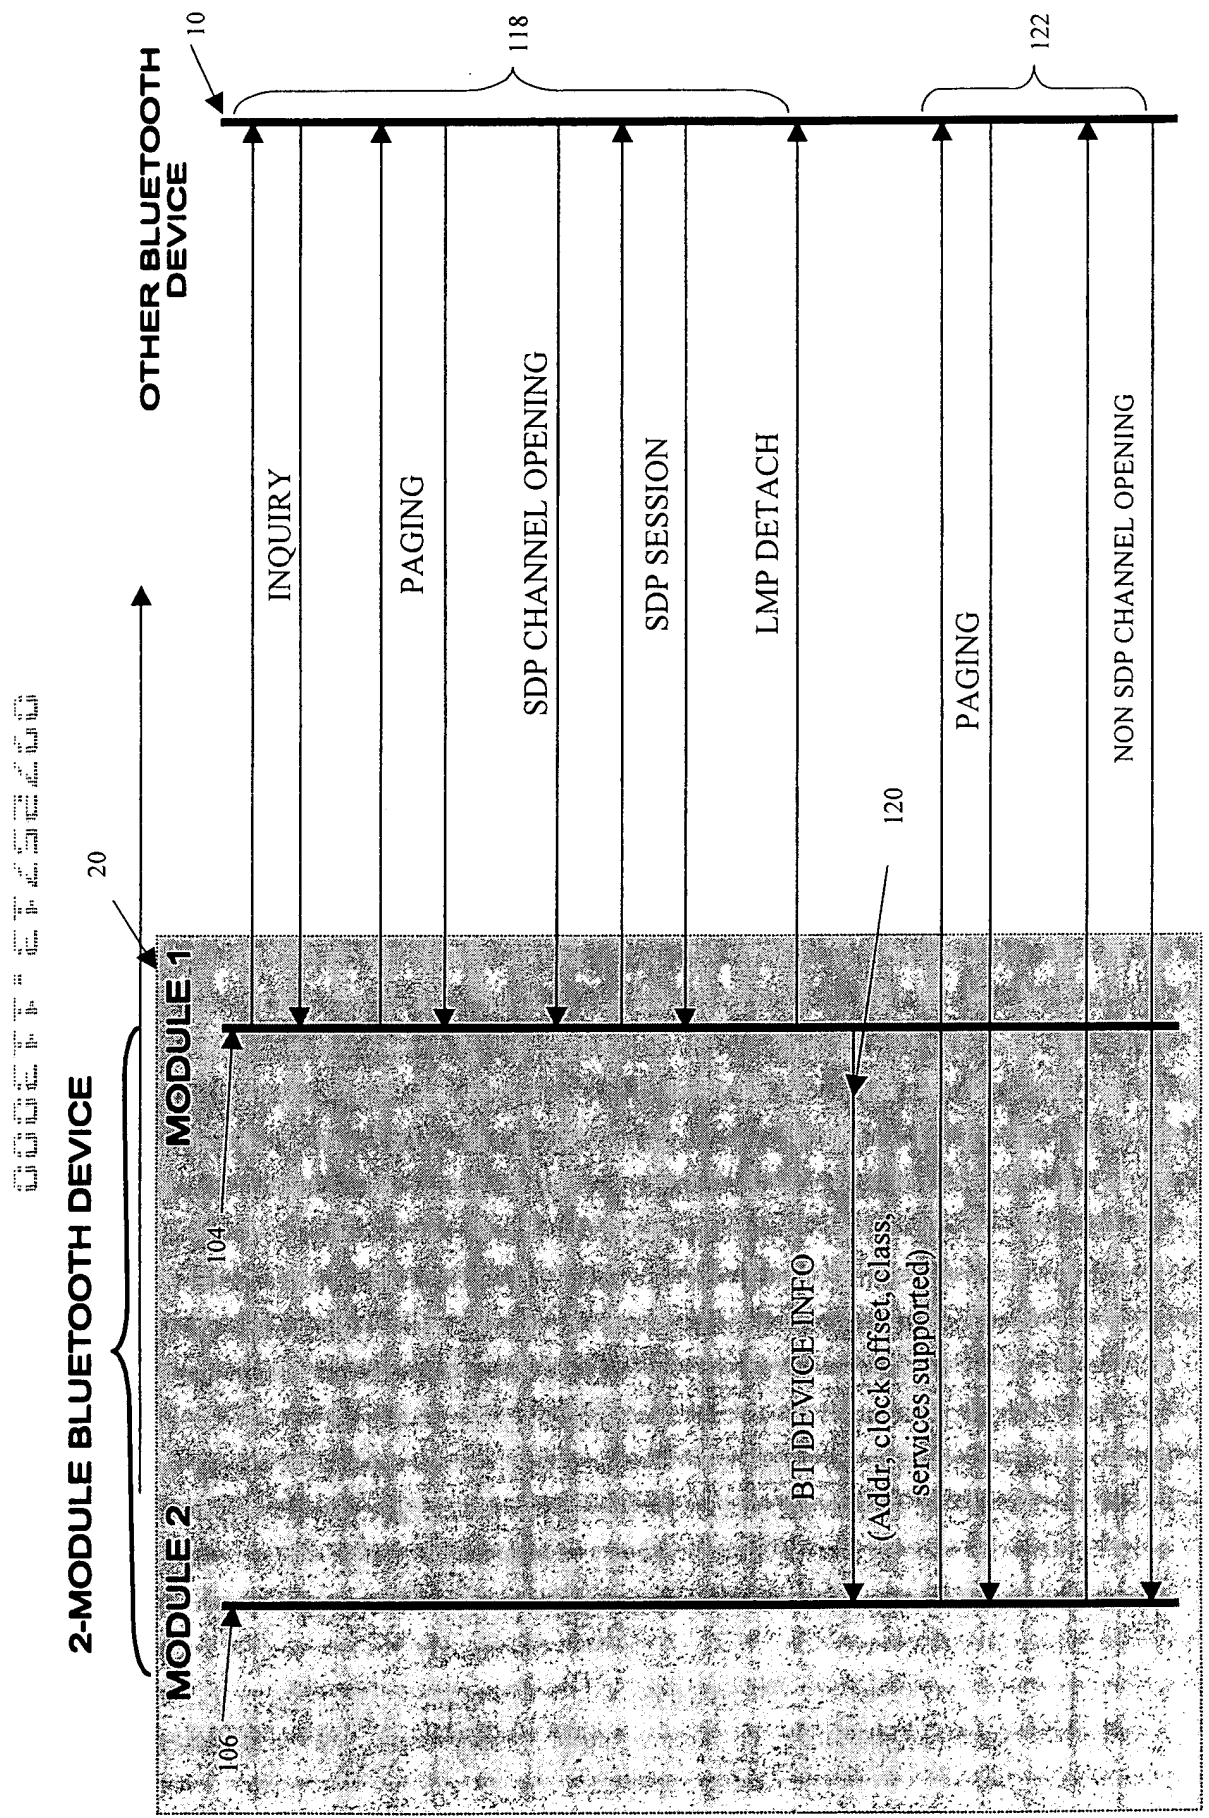 2-MODULE BLUETOOTH DEVICE
20
10
OTHER BLUETOOTH
DEVICE
MODULE 2
MODULE 1
106
104
INQUIRY
118
PAGING
SDP CHANNEL OPENING
SDP SESSION
LMP DETACH
BT DEVICE INFO
(Addr, clock offset, class,
services supported)
120
PAGING
122
NON SDP CHANNEL OPENING